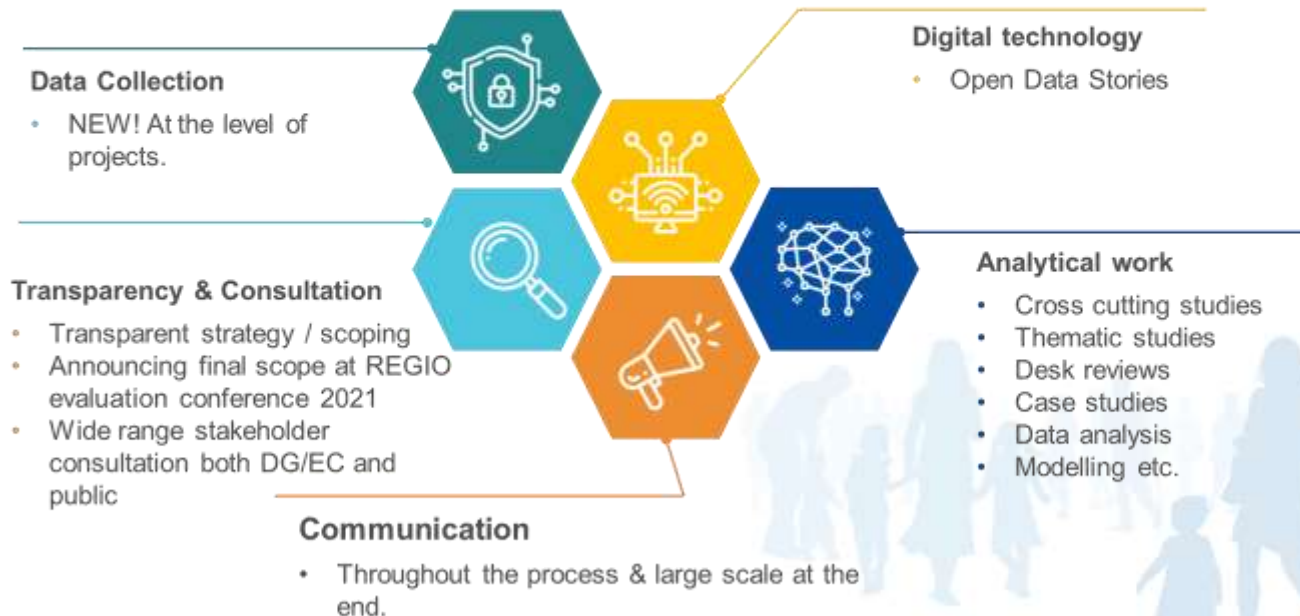 Data Collection
• NEW! At the level of
projects.
Digital technology
• Open Data Stories
Transparency & Consultation
• Transparent strategy / scoping
• Announcing final scope at REGIO
evaluation conference 2021
• Wide range stakeholder
consultation both DG/EC and
public
Analytical work
• Cross cutting studies
• Thematic studies
• Desk reviews
• Case studies
• Data analysis
• Modelling etc.
Communication
• Throughout the process & large scale at the
end.